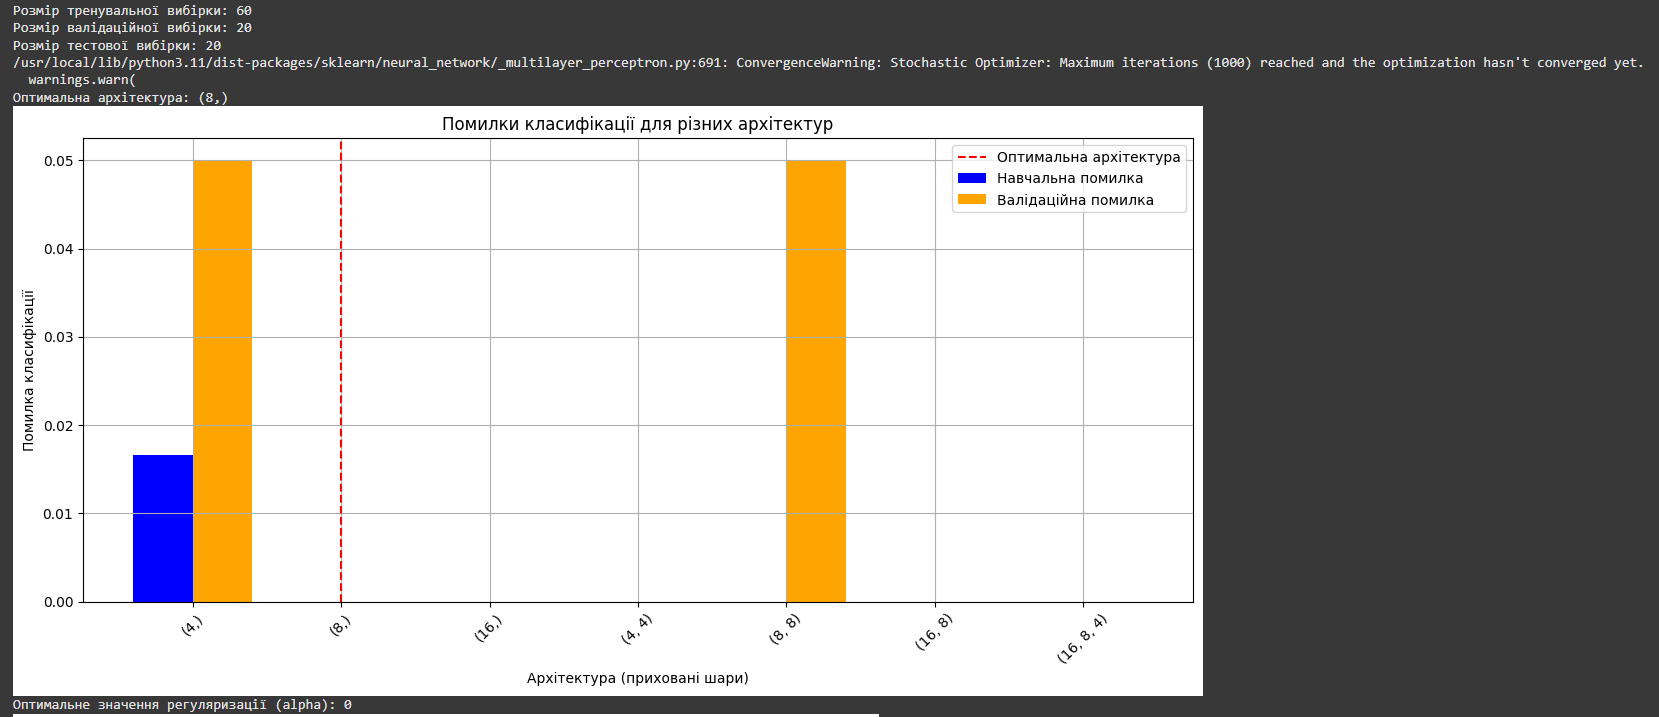 Розмір тренувальної вибірки: 60
Розмір валідаційної вибірки: 20
Розмір тестової вибірки: 20
/usr/local/lib/python3.11/dist-packages/sklearn/neural_network/_multilayer_perceptron.py:691: ConvergenceWarning: Stochastic Optimizer: Maximum iterations (1000) reached and the optimization hasn't converged yet.
warnings.warn(
Оптимальна архітектура: (8,)
Помилки класифікації для різних архітектур
Оптимальна архітектура
Навчальна помилка
Валідаційна помилка
Помилка класифікації
0.05
0.04
0.03
0.02
0.01
0.00
(4,)
(8,)
(16,)
(4, 4)
(8, 8)
(16, 8)
(16, 8, 4)
Архітектура (приховані шари)
Оптимальне значення регуляризації (alpha): 0